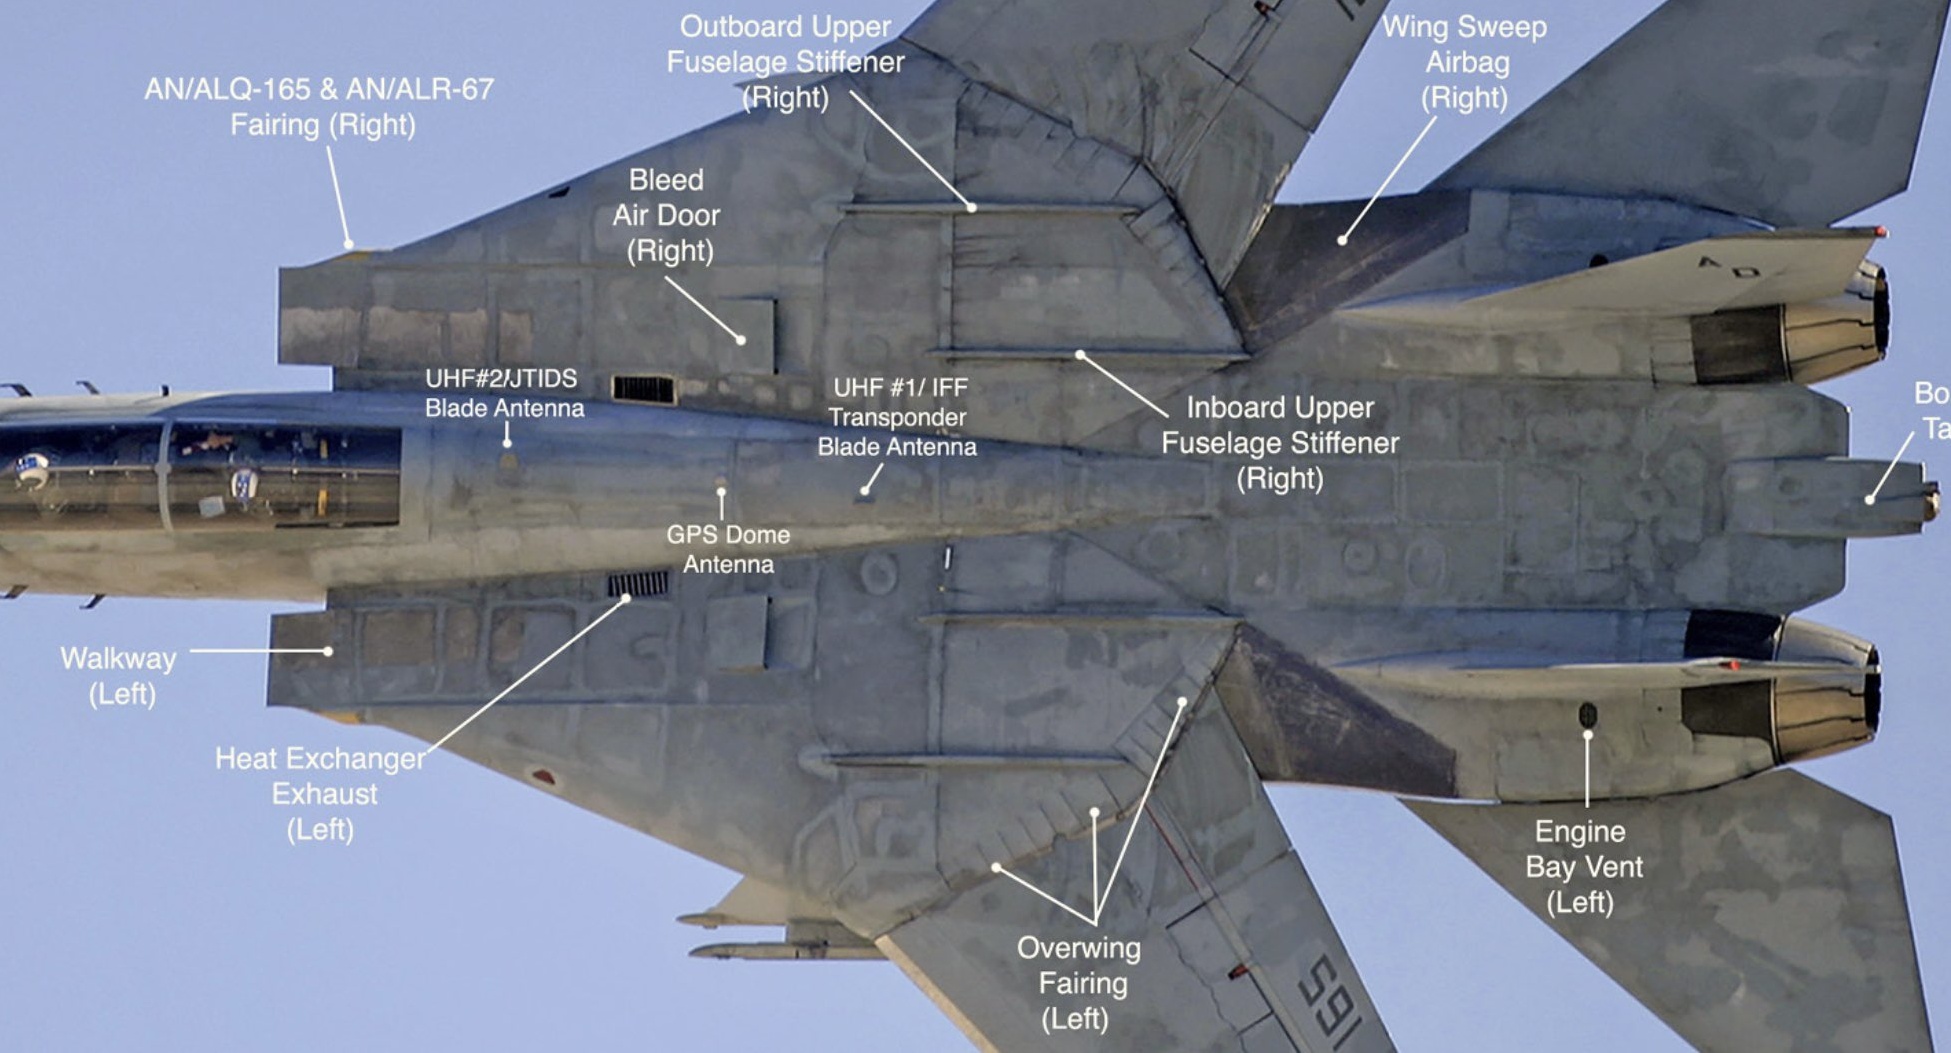 Outboard Upper
Fuselage Stiffener
(Right)
Wing Sweep
Airbag
(Right)
AN/ALQ-165 & AN/ALR-67
Fairing (Right)
Bleed
Air Door
(Right)
UHF#2/JTIDS
Blade Antenna
UHF #1/ IFF
Transponder
Blade Antenna
Inboard Upper
Fuselage Stiffener
(Right)
Bo
Ta
GPS Dome
Antenna
Walkway
(Left)
Heat Exchanger
Exhaust
(Left)
Engine
Bay Vent
(Left)
Overwing
Fairing
(Left)
AD
165